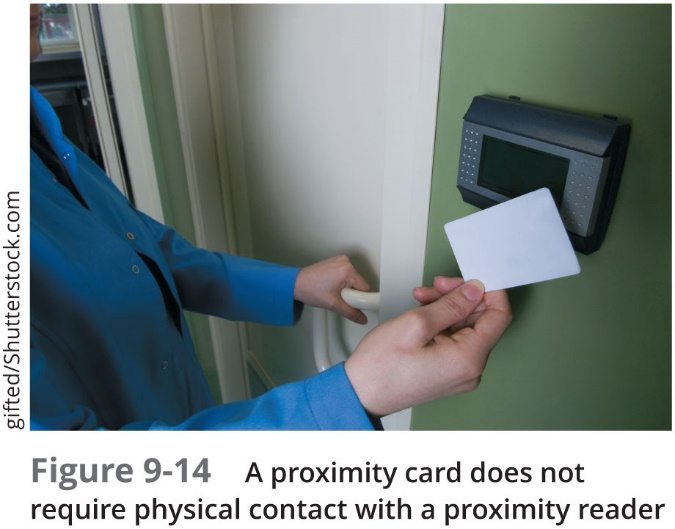 gifted/Shutterstock.com
Figure 9-14 A proximity card does not
require physical contact with a proximity reader